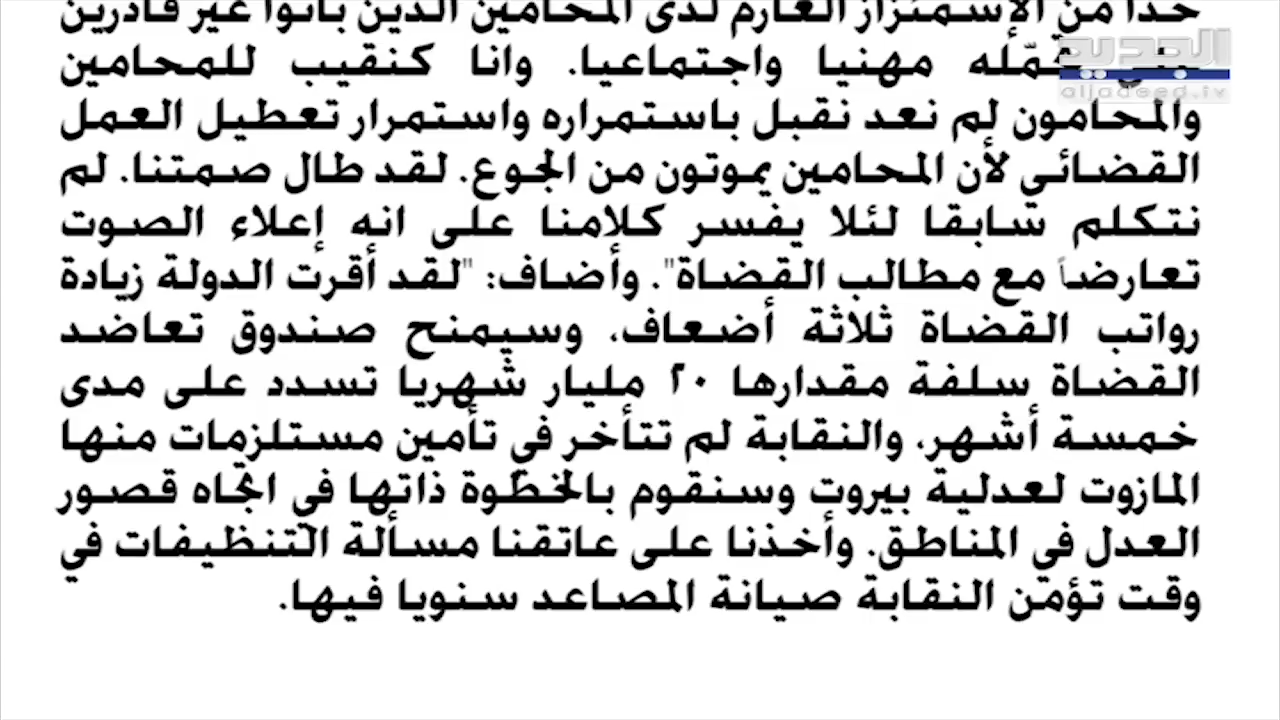 حداً من الإشمئزاز العارم لدى المحامين الذين باتوا غير قادرين
تحمّله مهنيا واجتماعيا. وانا كنقيب للمحامين
والمحامون لم نعد نقبل باستمراره واستمرار تعطيل العمل
القضائي لأن المحامين يموتون من الجوع. لقد طال صمتنا. لم
نتكلم سابقا لئلا يفسر كلامنا على انه إعلاء الصوت
تعارضاً مع مطالب القضاة". وأضاف: "لقد أقرت الدولة زيادة
رواتب القضاة ثلاثة أضعاف، وسيمنح صندوق تعاضد
القضاة سلفة مقدارها ٢٠ مليار شهريا تسدد على مدى
خمسة أشهر، والنقابة لم تتأخر في تأمين مستلزمات منها
المازوت لعدلية بيروت وسنقوم بالخطوة ذاتها في اتجاه قصور
العدل في المناطق. وأخذنا على عاتقنا مسألة التنظيفات في
وقت تؤمّن النقابة صيانة المصاعد سنويا فيها.
الجديد
aljadeed.tv